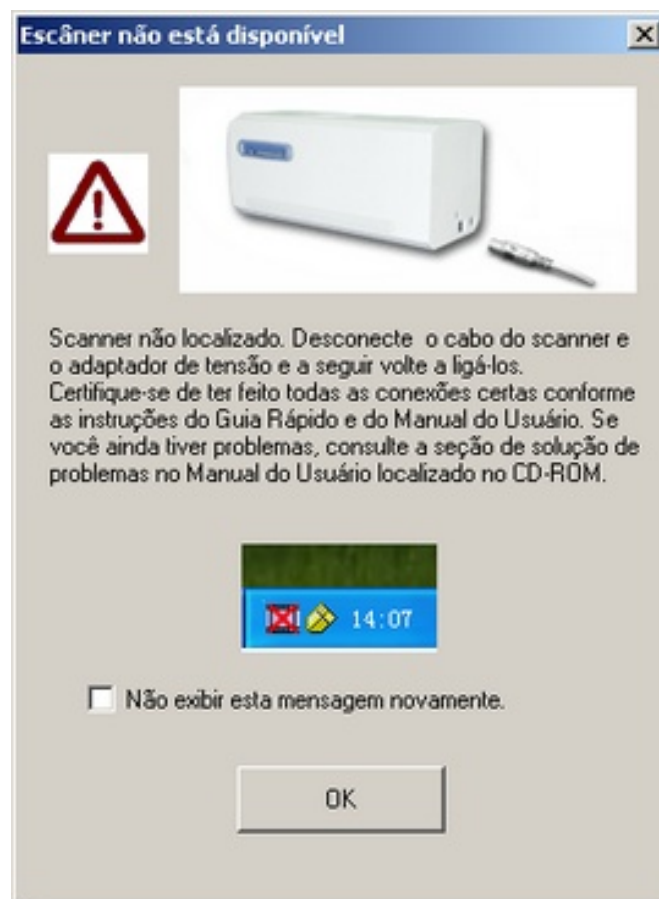 Escâner não está disponível
Scanner não localizado. Desconecte o cabo do scanner e
o adaptador de tensão e a seguir volte a ligá-los.
Certifique-se de ter feito todas as conexões certas conforme
as instruções do Guia Rápido e do Manual do Usuário. Se
você ainda tiver problemas, consulte a seção de solução de
problemas no Manual do Usuário localizado no CD-ROM.
14:07
Não exibir esta mensagem novamente.
OK